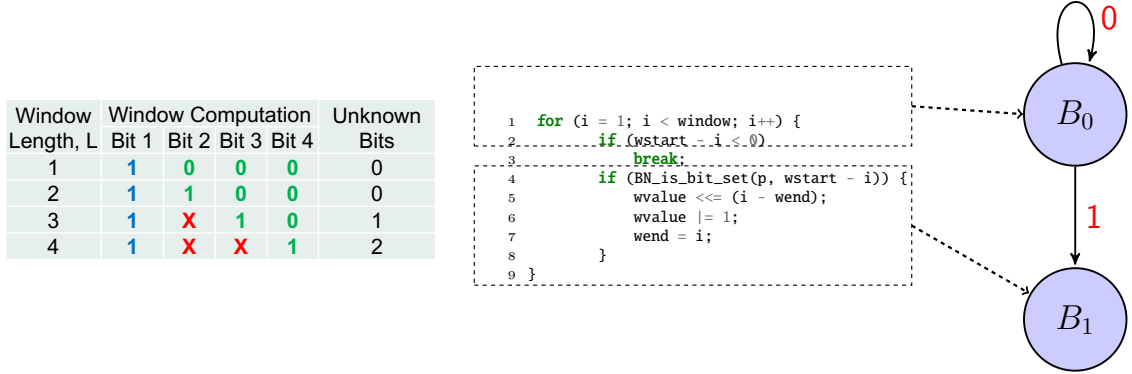 Window Length, L | Window Computation | Unknown Bits
Bit 1 | Bit 2 | Bit 3 | Bit 4
1 | 1 | 0 | 0 | 0 | 0
2 | 1 | 1 | 0 | 0 | 0
3 | 1 | X | 1 | 0 | 1
4 | 1 | X | X | 1 | 2
1 for (i = 1; i < window; i++) {
2 if (wstart - i < 0)
3 break;
4 if (BN_is_bit_set(p, wstart - i)) {
5 wvalue <<= (i - wend);
6 wvalue |= 1;
7 wend = i;
8 }
9 }
0
B0
1
B1